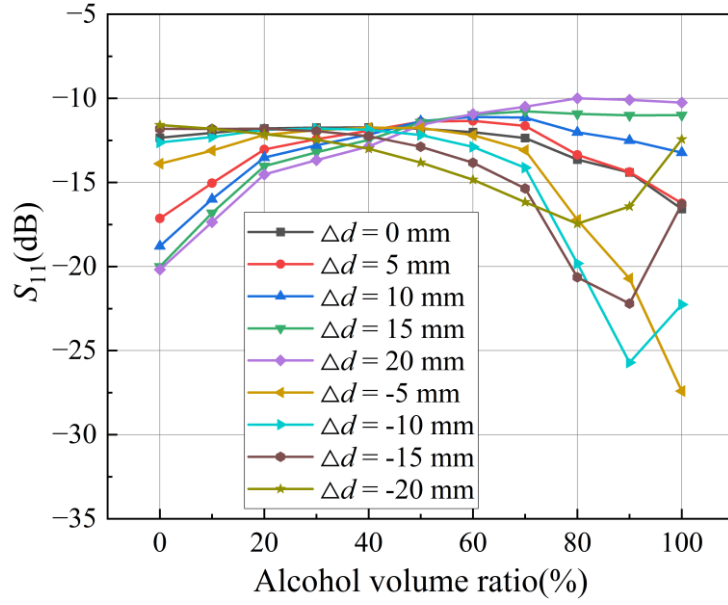 −5
−10
−15
−20
−25
−30
−35
S11(dB)
△d = 0 mm
△d = 5 mm
△d = 10 mm
△d = 15 mm
△d = 20 mm
△d = -5 mm
△d = -10 mm
△d = -15 mm
△d = -20 mm
0 20 40 60 80 100
Alcohol volume ratio(%)